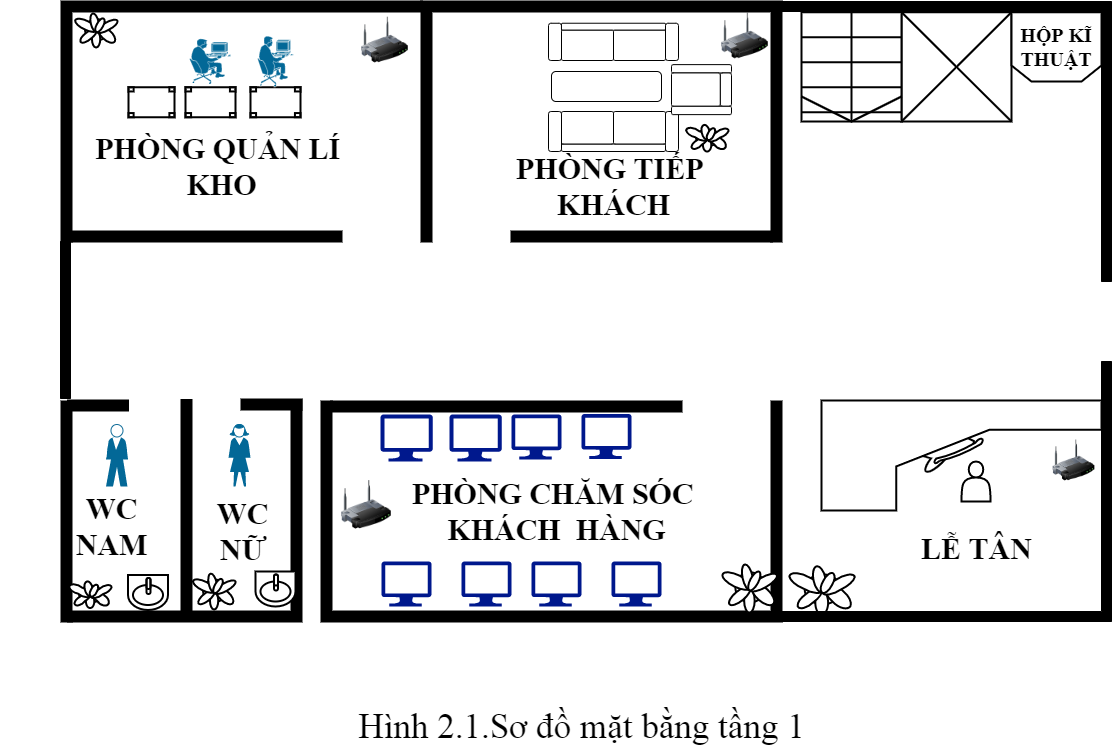 HỘP KĨ
THUẬT
PHÒNG QUẢN LÍ
KHO
PHÒNG TIẾP
KHÁCH
WC
NAM
WC
NỮ
PHÒNG CHĂM SÓC
KHÁCH HÀNG
LỄ TÂN
Hình 2.1.Sơ đồ mặt bằng tầng 1